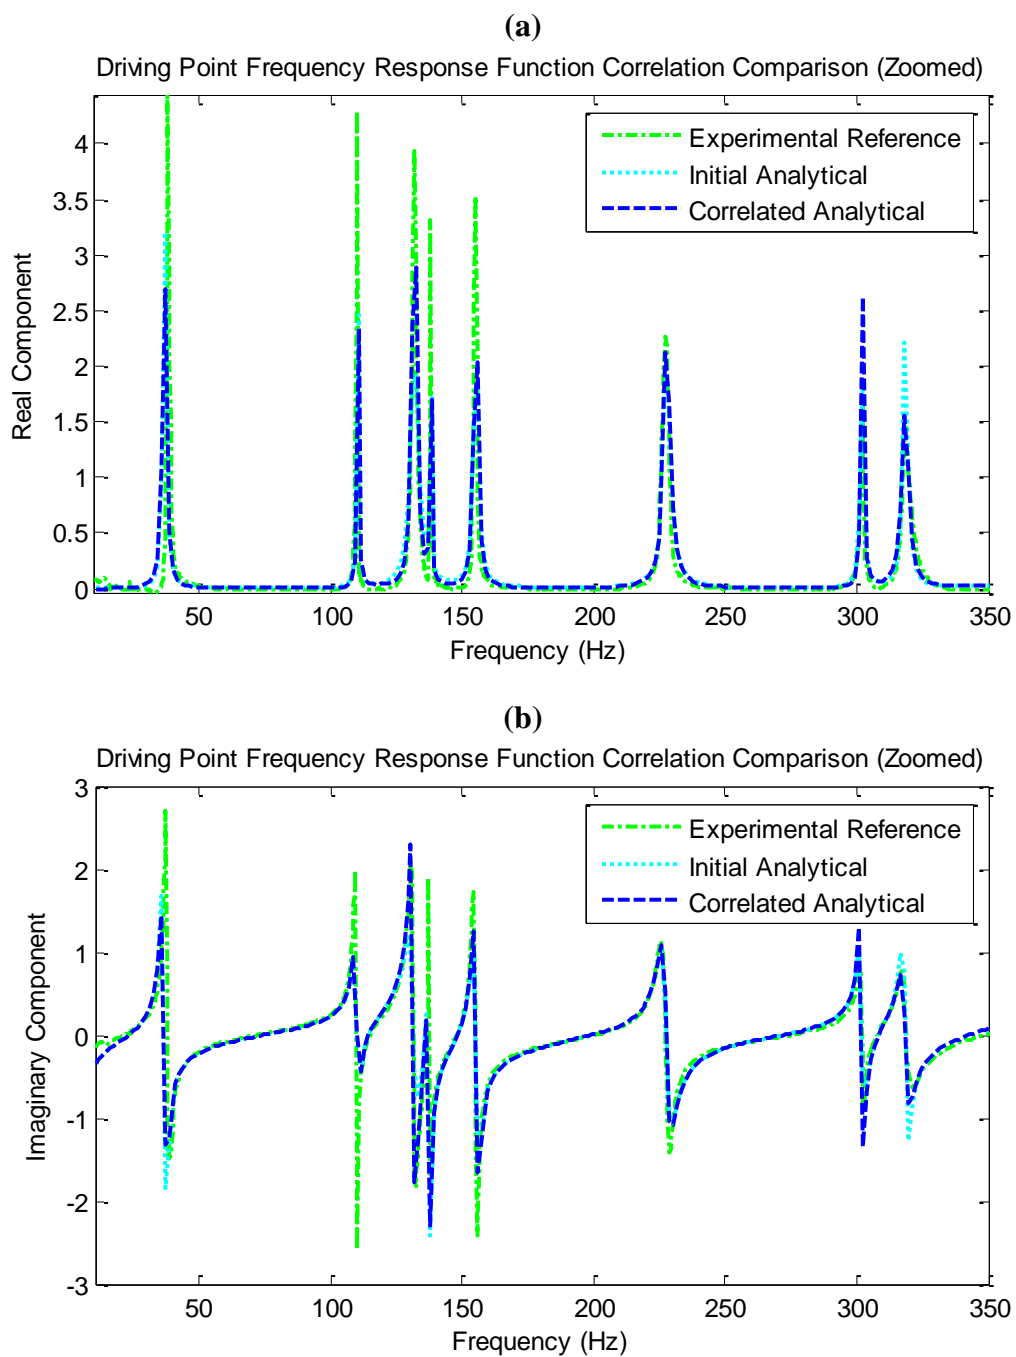 (a)
Driving Point Frequency Response Function Correlation Comparison (Zoomed)
Experimental Reference
Initial Analytical
Correlated Analytical
Real Component
4
3.5
3
2.5
2
1.5
1
0.5
0
50 100 150 200 250 300 350
Frequency (Hz)
(b)
Driving Point Frequency Response Function Correlation Comparison (Zoomed)
Experimental Reference
Initial Analytical
Correlated Analytical
Imaginary Component
3
2
1
0
-1
-2
-3
50 100 150 200 250 300 350
Frequency (Hz)